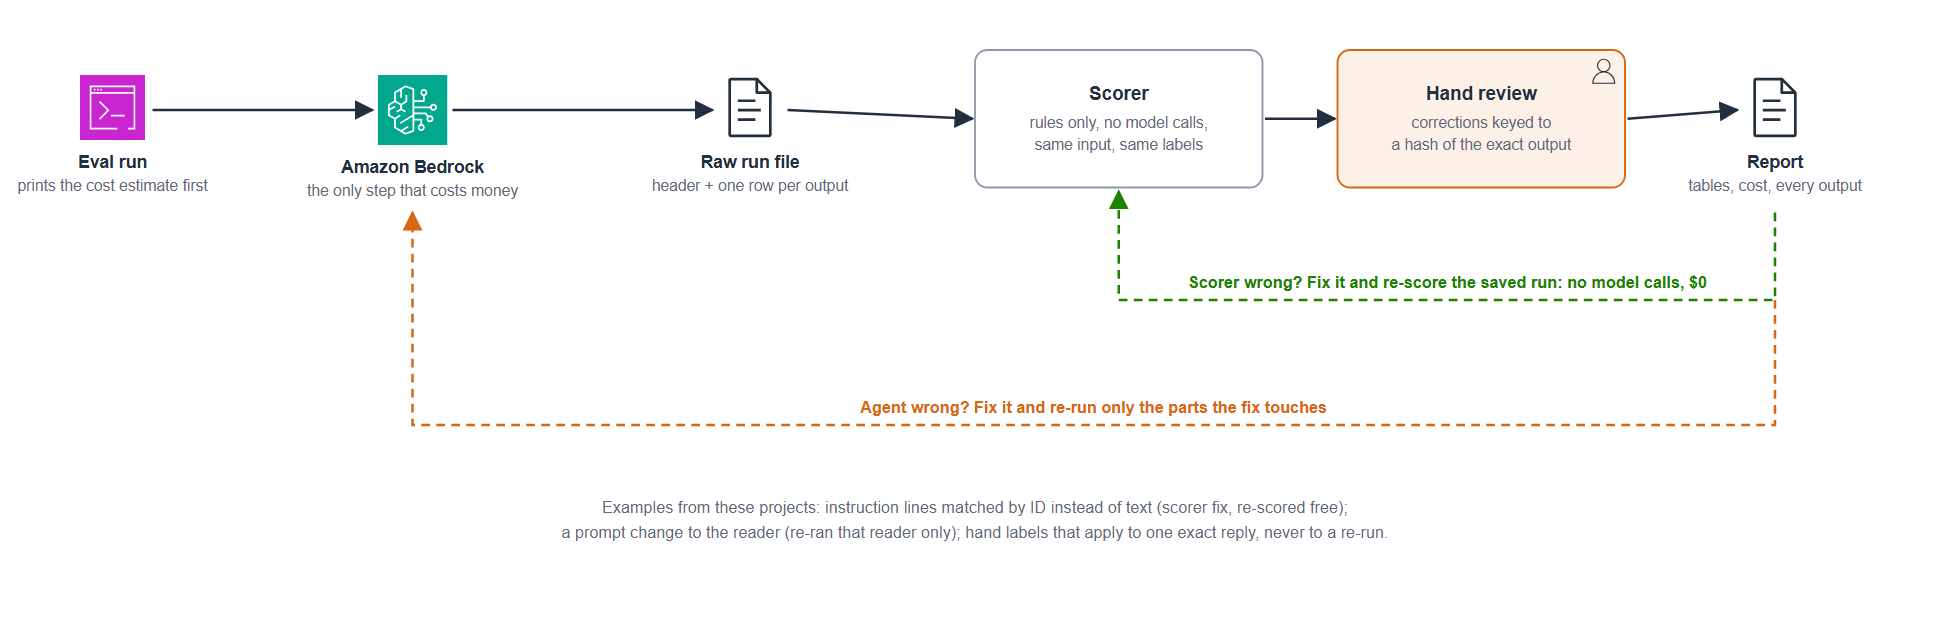 Eval run
prints the cost estimate first
Amazon Bedrock
the only step that costs money
Raw run file
header + one row per output
Scorer
rules only, no model calls,
same input, same labels
Hand review
corrections keyed to
a hash of the exact output
Report
tables, cost, every output
Scorer wrong? Fix it and re-score the saved run: no model calls, $0
Agent wrong? Fix it and re-run only the parts the fix touches
Examples from these projects: instruction lines matched by ID instead of text (scorer fix, re-scored free);
a prompt change to the reader (re-ran that reader only); hand labels that apply to one exact reply, never to a re-run.